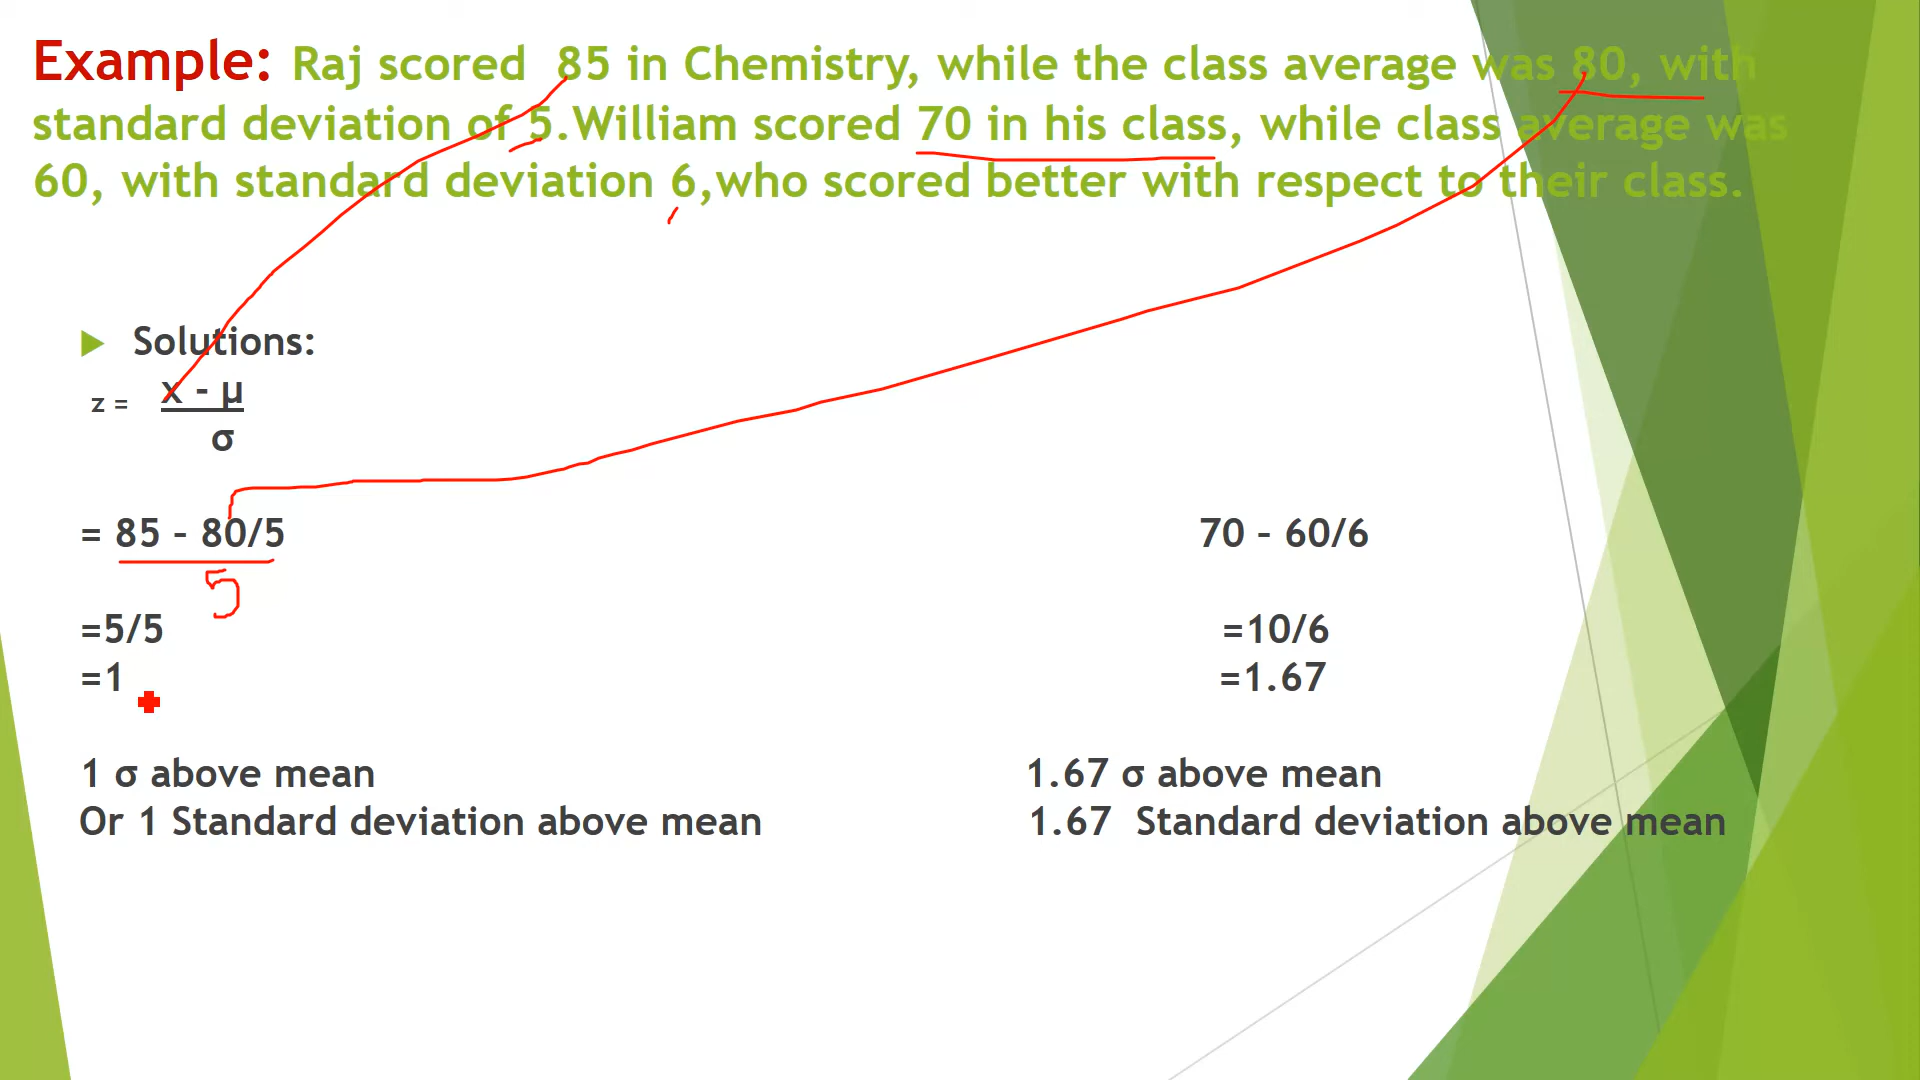 Example: Raj scored 85 in Chemistry, while the class average was 80, with
standard deviation of 5.William scored 70 in his class, while class average was
60, with standard deviation 6,who scored better with respect to their class.
Solutions:
z = x - µ
σ
= 85 – 80/5
5
=5/5
=1
1 σ above mean
Or 1 Standard deviation above mean
70 – 60/6
=10/6
=1.67
1.67 σ above mean
1.67 Standard deviation above mean